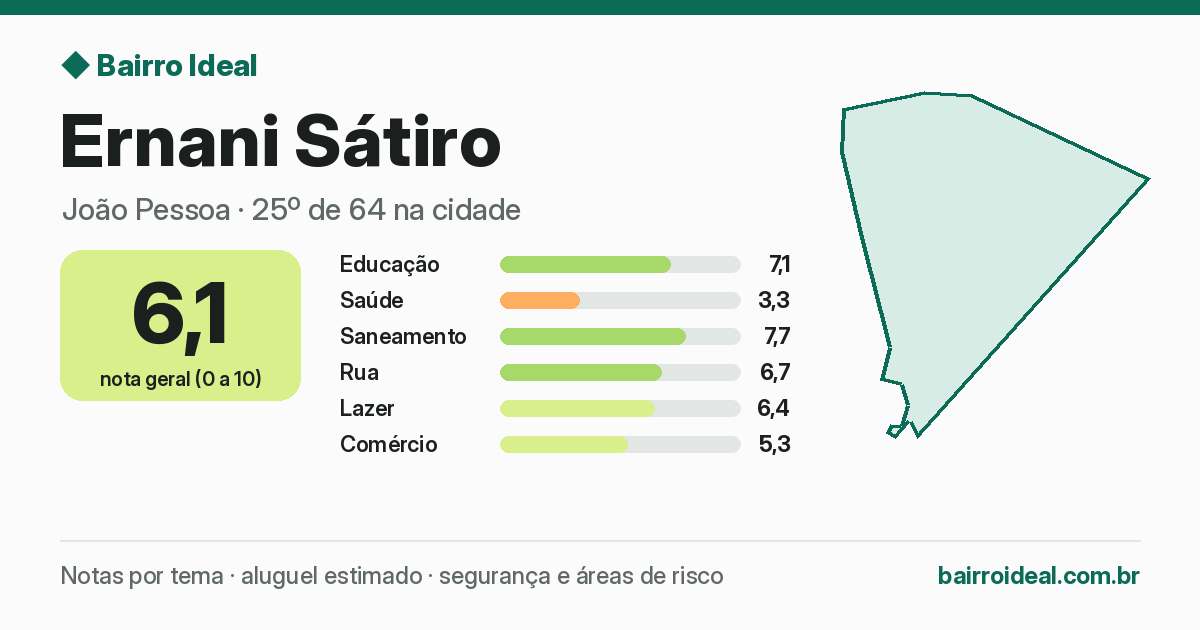 Bairro Ideal
Ernani Sátiro
João Pessoa · 25º de 64 na cidade
6,1
nota geral (0 a 10)
Educação 7,1
Saúde 3,3
Saneamento 7,7
Rua 6,7
Lazer 6,4
Comércio 5,3
Notas por tema · aluguel estimado · segurança e áreas de risco
bairroideal.com.br